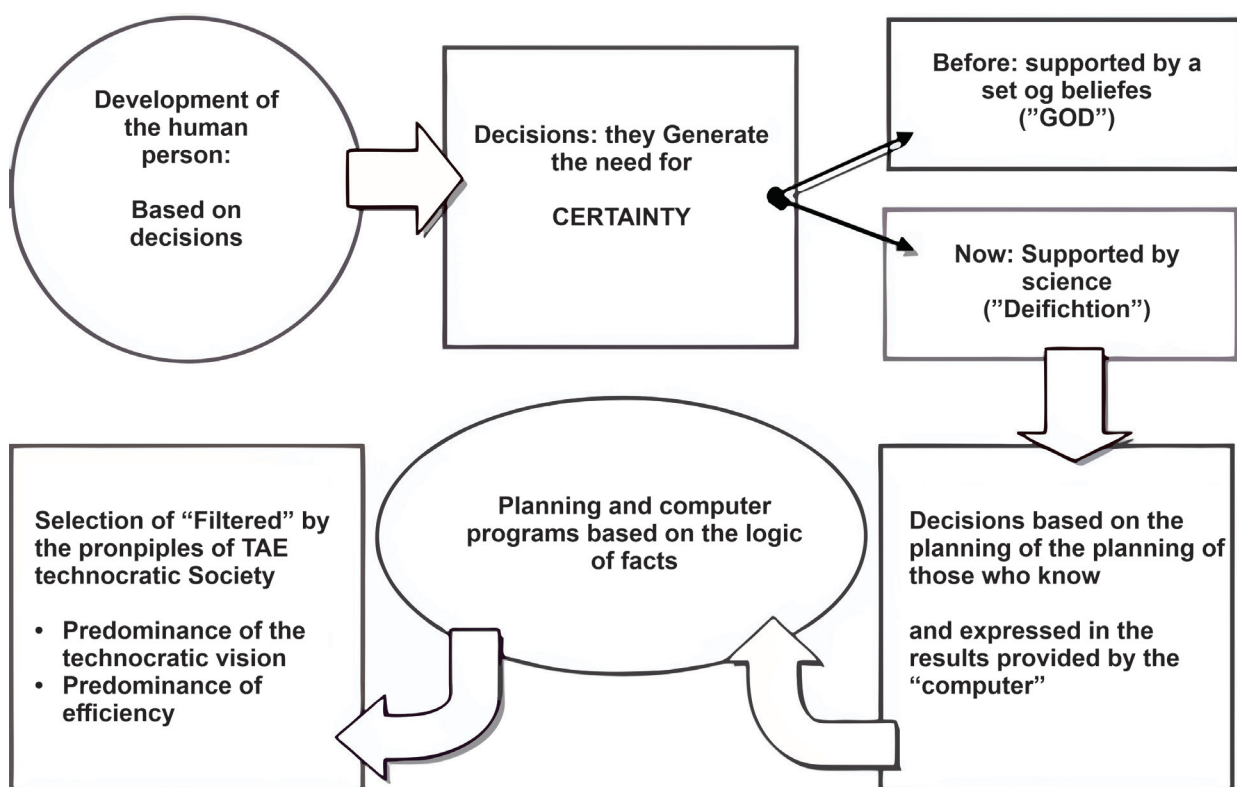 Development of
the human
person:
Based on
decisions
Decisions: they Generate
the need for
CERTAINTY
Before: supported by a
set og beliefes
(”GOD”)
Now: Supported by
science
(”Deifichtion”)
Decisions based on the
planning of the planning of
those who know
and expressed in the
results provided by the
“computer”
Planning and computer
programs based on the logic
of facts
Selection of “Filtered” by
the pronpiples of TAE
technocratic Society
• Predominance of the
technocratic vision
• Predominance of
efficiency